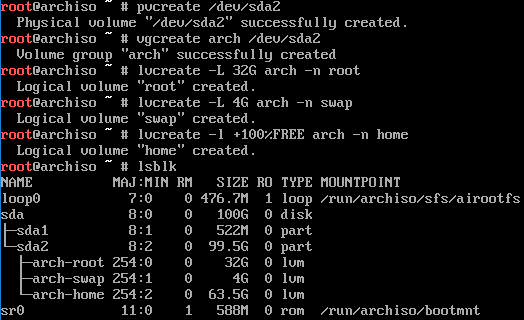 root@archiso ~ # pvcreate /dev/sda2
  Physical volume "/dev/sda2" successfully created.
root@archiso ~ # vgcreate arch /dev/sda2
  Volume group "arch" successfully created
root@archiso ~ # lvcreate -L 32G arch -n root
  Logical volume "root" created.
root@archiso ~ # lvcreate -L 4G arch -n swap
  Logical volume "swap" created.
root@archiso ~ # lvcreate -l +100%FREE arch -n home
  Logical volume "home" created.
root@archiso ~ # lsblk
NAME          MAJ:MIN RM   SIZE RO TYPE MOUNTPOINT
loop0           7:0    0 476.7M  1 loop /run/archiso/sfs/airootfs
sda             8:0    0   100G  0 disk
├─sda1          8:1    0   522M  0 part
└─sda2          8:2    0  99.5G  0 part
  ├─arch-root 254:0    0    32G  0 lvm
  ├─arch-swap 254:1    0     4G  0 lvm
  └─arch-home 254:2    0  63.5G  0 lvm
sr0            11:0    1   588M  0 rom  /run/archiso/bootmnt